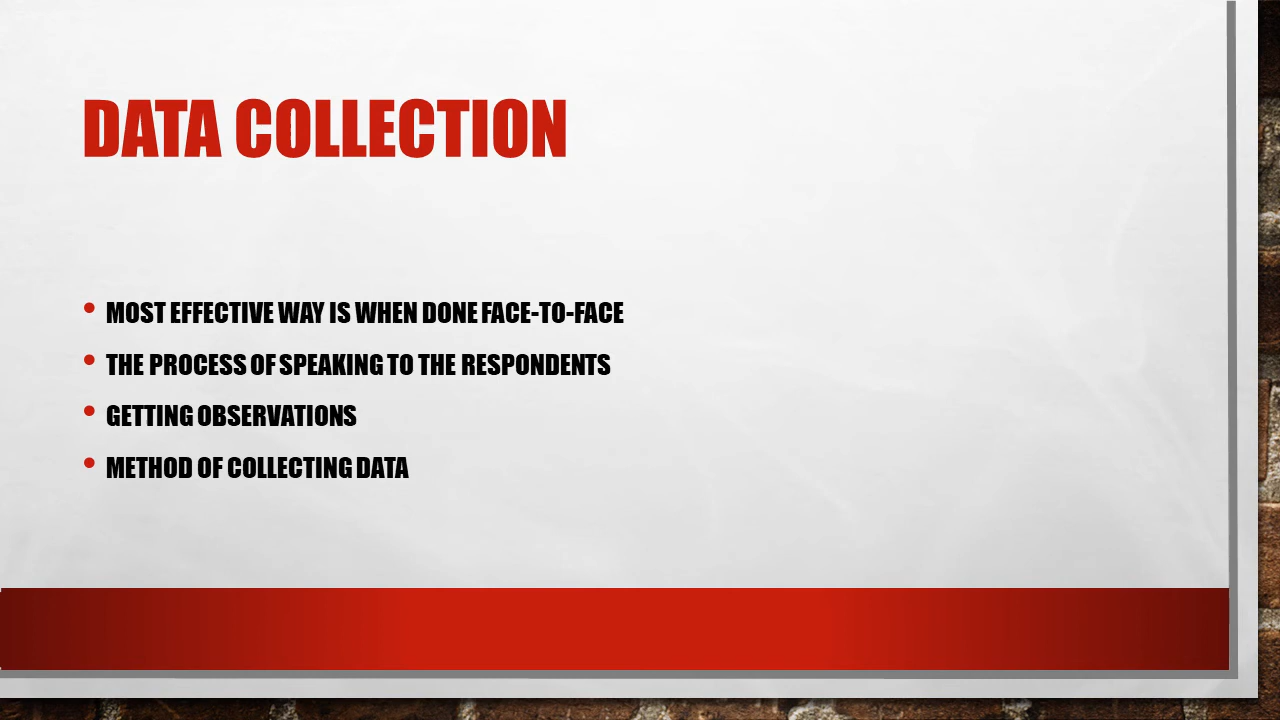 DATA COLLECTION
• MOST EFFECTIVE WAY IS WHEN DONE FACE-TO-FACE
• THE PROCESS OF SPEAKING TO THE RESPONDENTS
• GETTING OBSERVATIONS
• METHOD OF COLLECTING DATA